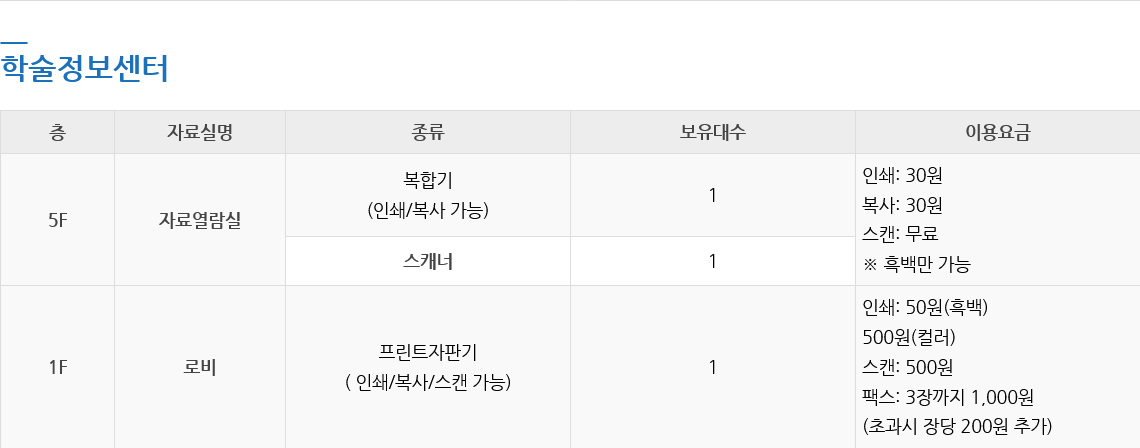 학술정보센터
층 자료실명 종류 보유대수 이용요금
5F 자료열람실 복합기
(인쇄/복사 가능) 1 인쇄: 30원
복사: 30원
스캔: 무료
※ 흑백만 가능
스캐너 1
1F 로비 프린트자판기
( 인쇄/복사/스캔 가능) 1 인쇄: 50원(흑백)
500원(컬러)
스캔: 500원
팩스: 3장까지 1,000원
(초과시 장당 200원 추가)